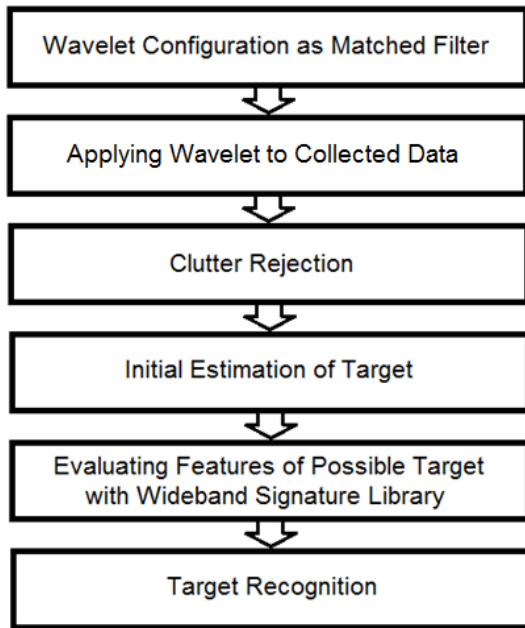 Wavelet Configuration as Matched Filter
Applying Wavelet to Collected Data
Clutter Rejection
Initial Estimation of Target
Evaluating Features of Possible Target
with Wideband Signature Library
Target Recognition